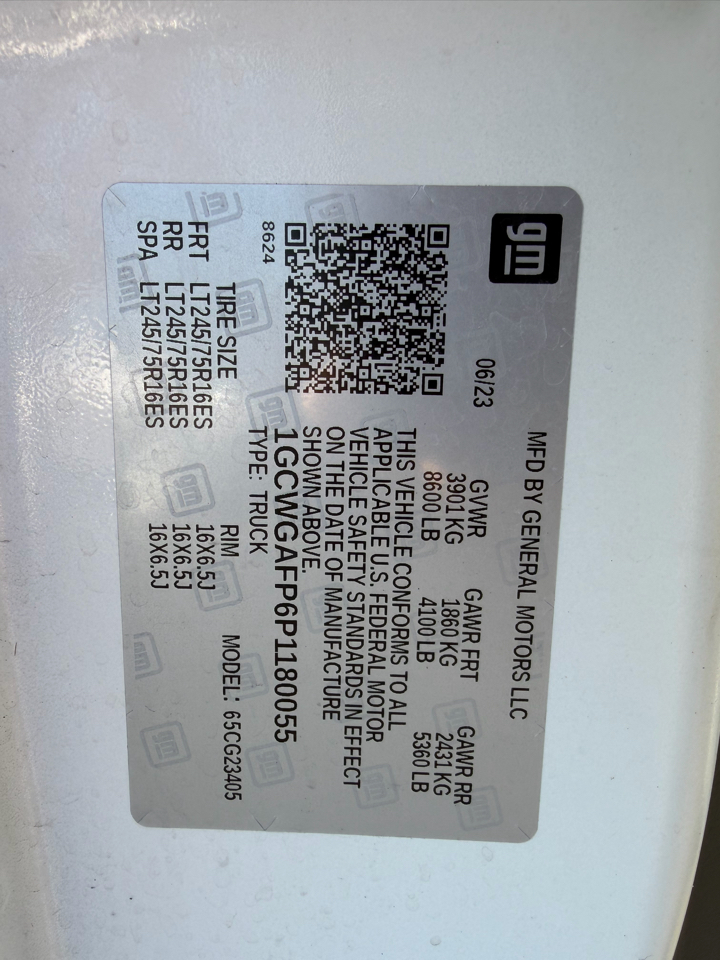 gm
MFD BY GENERAL MOTORS LLC
06/23
GVWR GAWR FRT GAWR RR
3901 KG 1860 KG 2431 KG
8600 LB 4100 LB 5360 LB
THIS VEHICLE CONFORMS TO ALL
APPLICABLE U.S. FEDERAL MOTOR
VEHICLE SAFETY STANDARDS IN EFFECT
ON THE DATE OF MANUFACTURE
SHOWN ABOVE.
1GCWGAFP6P1180055
8624
TYPE: TRUCK
MODEL: 65CG23405
TIRE SIZE RIM
FRT LT245/75R16ES 16X6.5J
RR LT245/75R16ES 16X6.5J
SPA LT245/75R16ES 16X6.5J